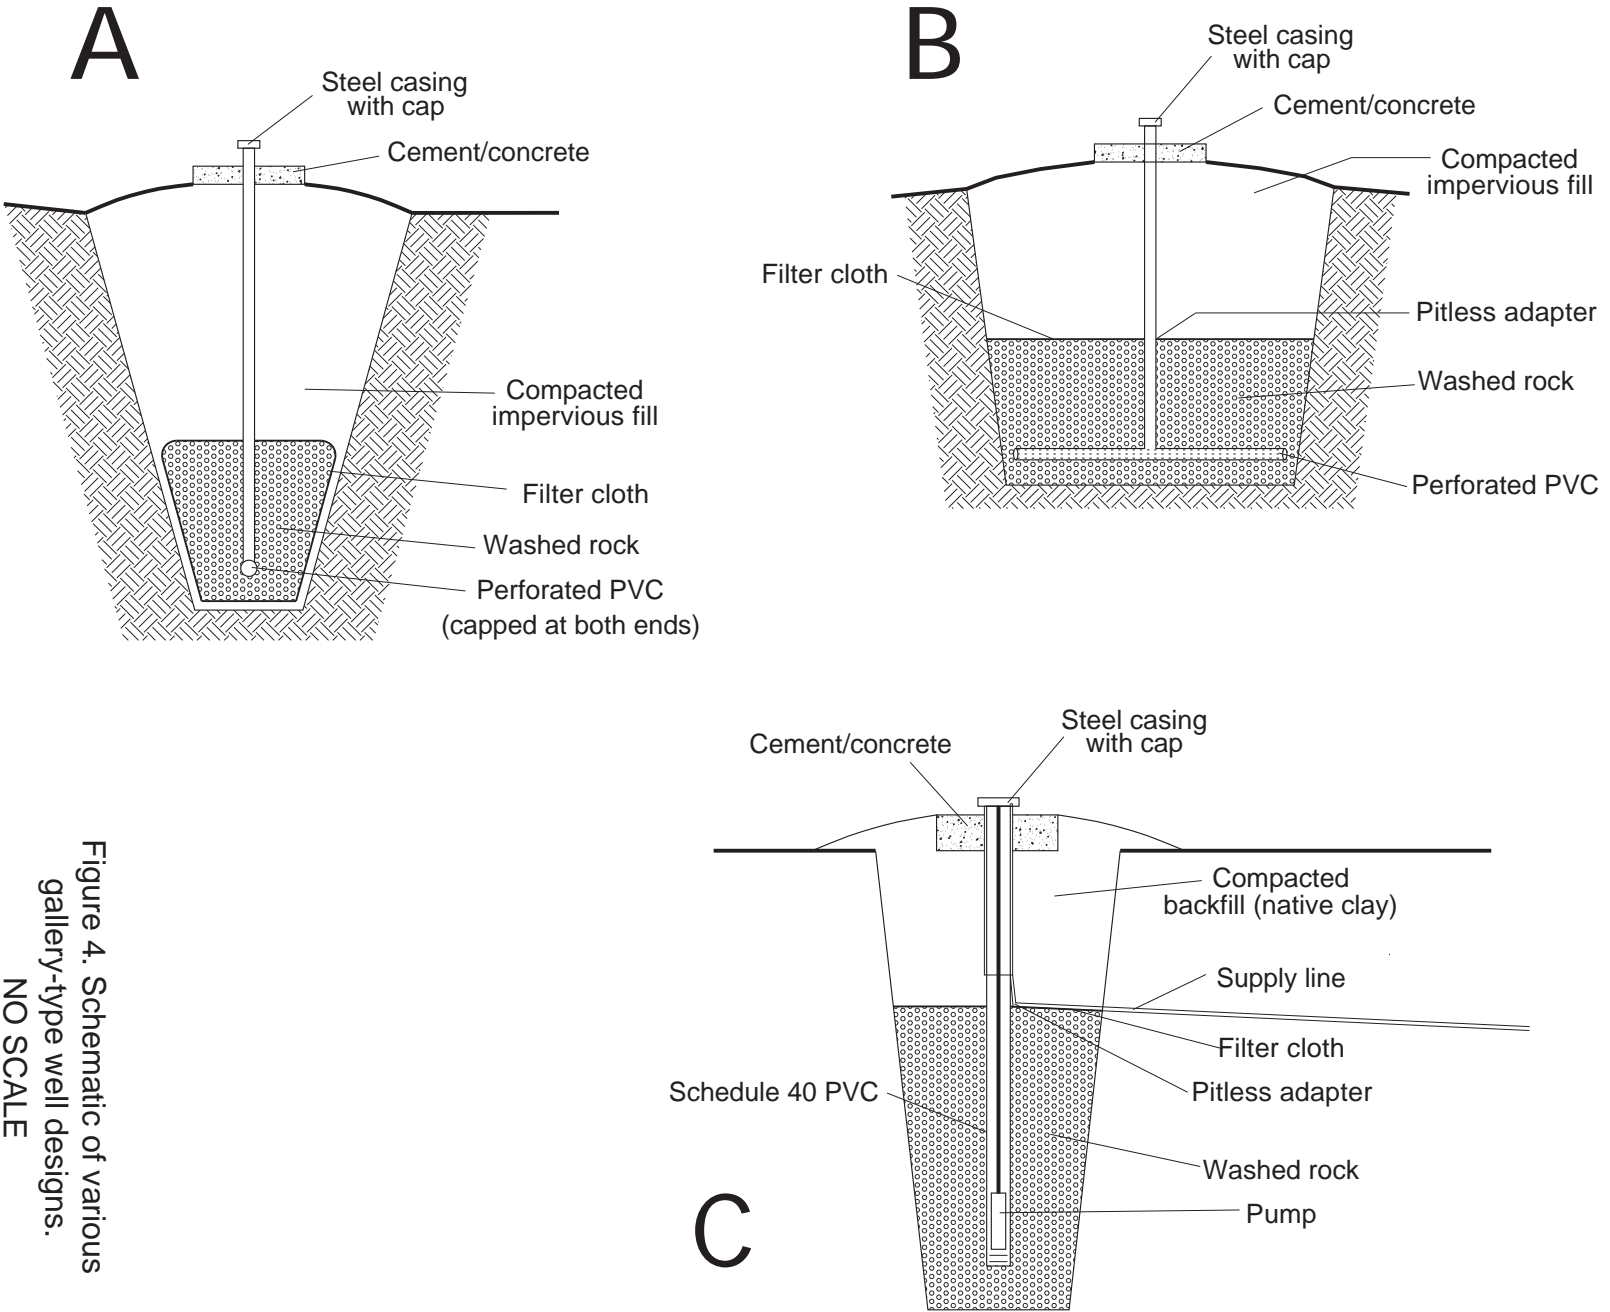 A
Steel casing
with cap
Cement/concrete
Compacted
impervious fill
Filter cloth
Washed rock
Perforated PVC
(capped at both ends)
B
Steel casing
with cap
Cement/concrete
Compacted
impervious fill
Filter cloth
Pitless adapter
Washed rock
Perforated PVC
C
Cement/concrete
Steel casing
with cap
Compacted
backfill (native clay)
Supply line
Filter cloth
Pitless adapter
Schedule 40 PVC
Washed rock
Pump
Figure 4. Schematic of various
gallery-type well designs.
NO SCALE